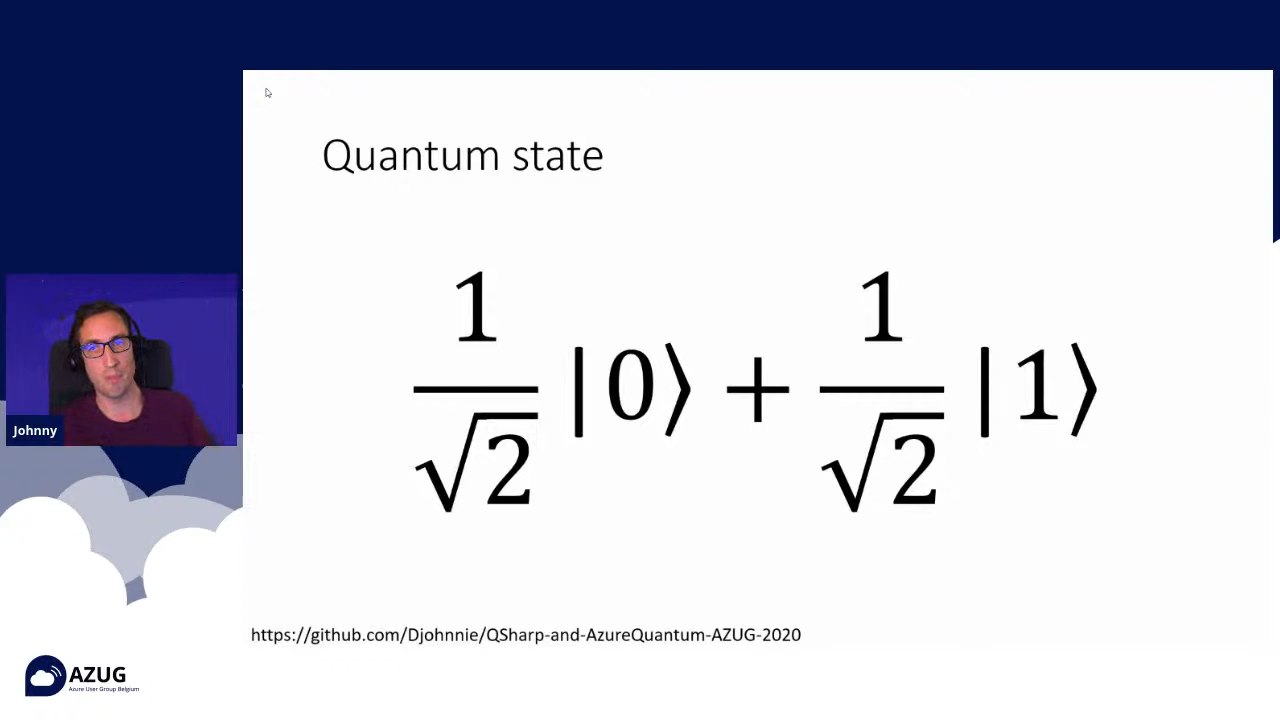 Quantum state
1/√2 |0⟩ + 1/√2 |1⟩
Johnny
https://github.com/Djohnnie/QSharp-and-AzureQuantum-AZUG-2020
AZUG
Azure User Group Belgium